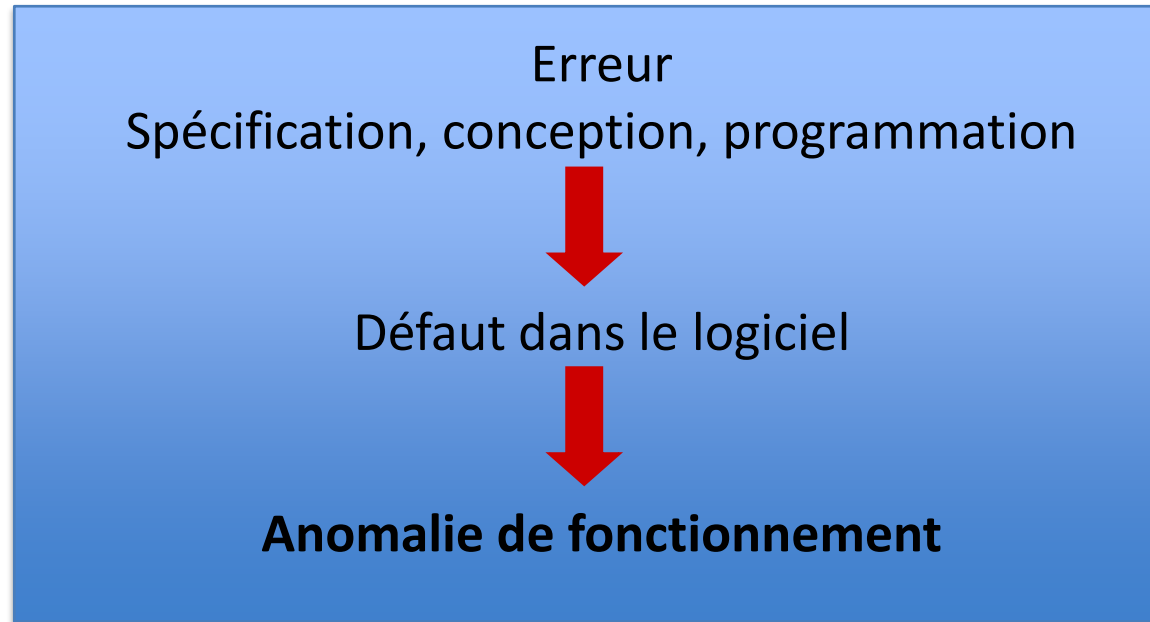 Erreur
Spécification, conception, programmation
Défaut dans le logiciel
Anomalie de fonctionnement